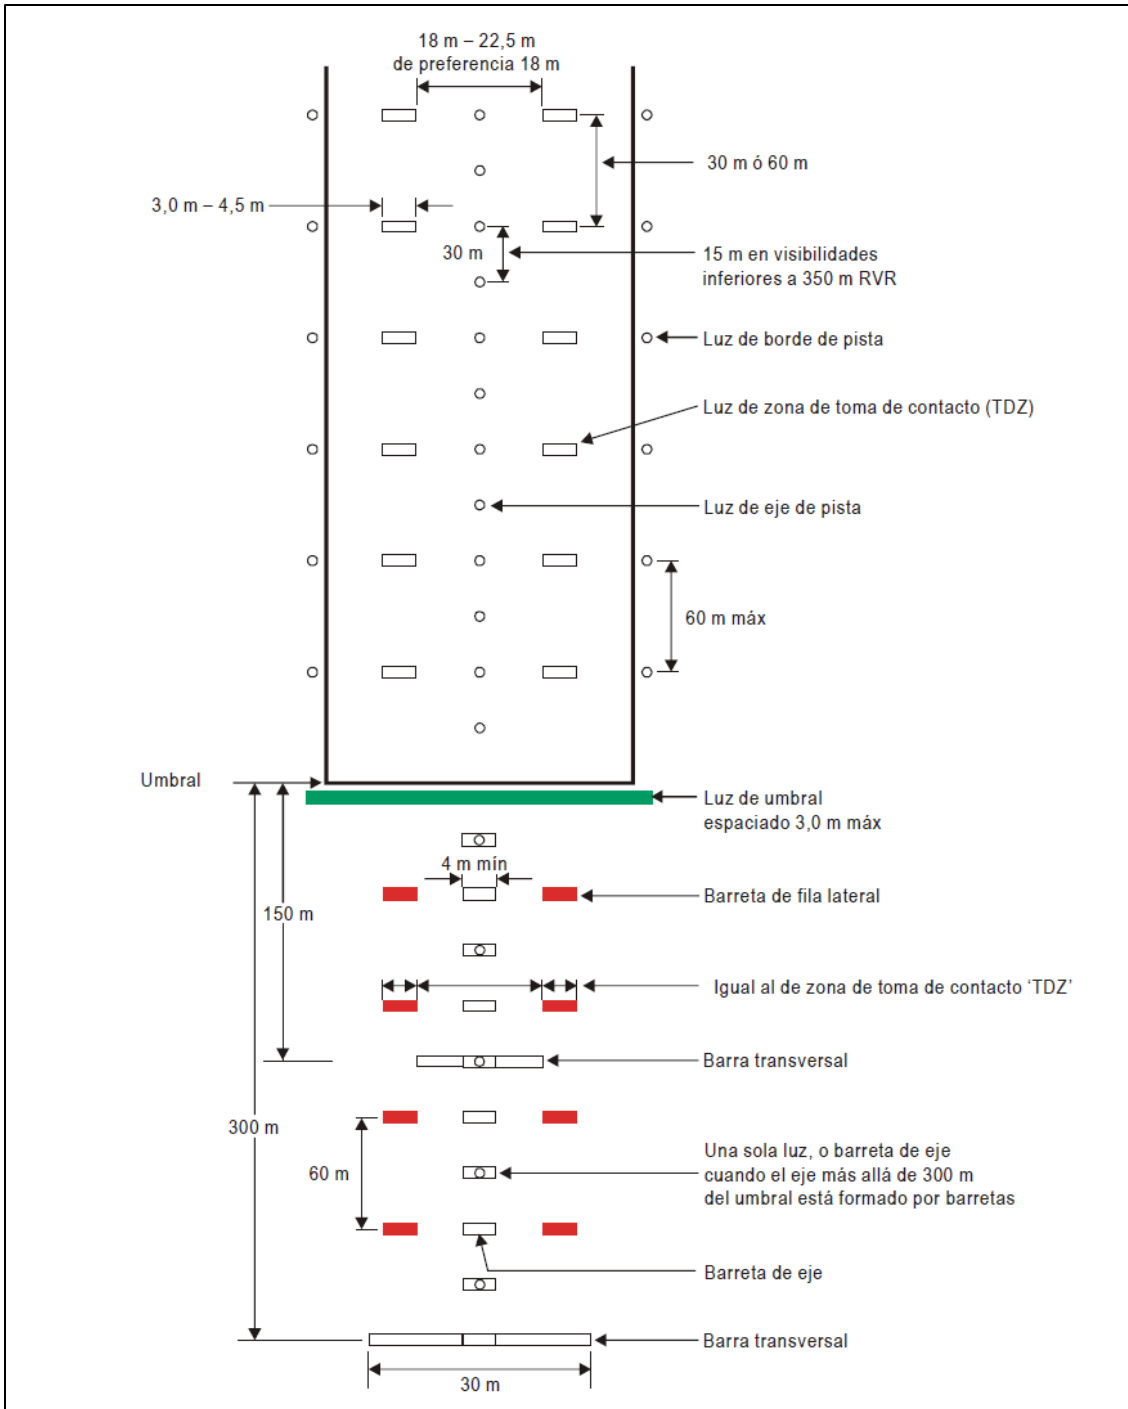 18 m – 22,5 m
de preferencia 18 m
30 m ó 60 m
3,0 m – 4,5 m
30 m
15 m en visibilidades
inferiores a 350 m RVR
Luz de borde de pista
Luz de zona de toma de contacto (TDZ)
Luz de eje de pista
60 m máx
Umbral
Luz de umbral
espaciado 3,0 m máx
4 m mín
Barreta de fila lateral
150 m
Igual al de zona de toma de contacto ‘TDZ’
Barra transversal
300 m
60 m
Una sola luz, o barreta de eje
cuando el eje más allá de 300 m
del umbral está formado por barretas
Barreta de eje
Barra transversal
30 m